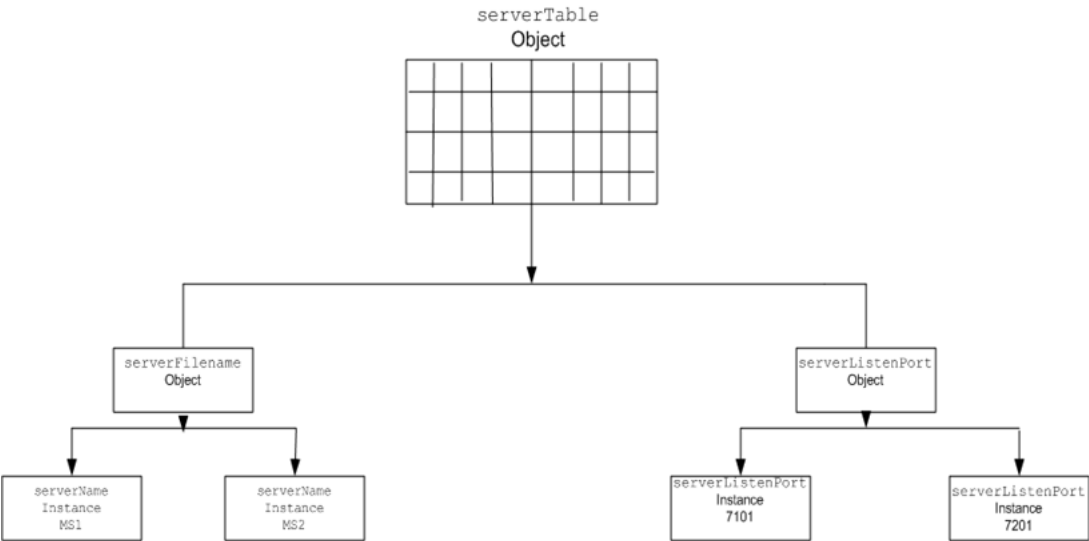 serverTable
Object
serverFilename
Object
serverListenPort
Object
serverName
Instance
MS1
serverName
Instance
MS2
serverListenPort
Instance
7101
serverListenPort
Instance
7201